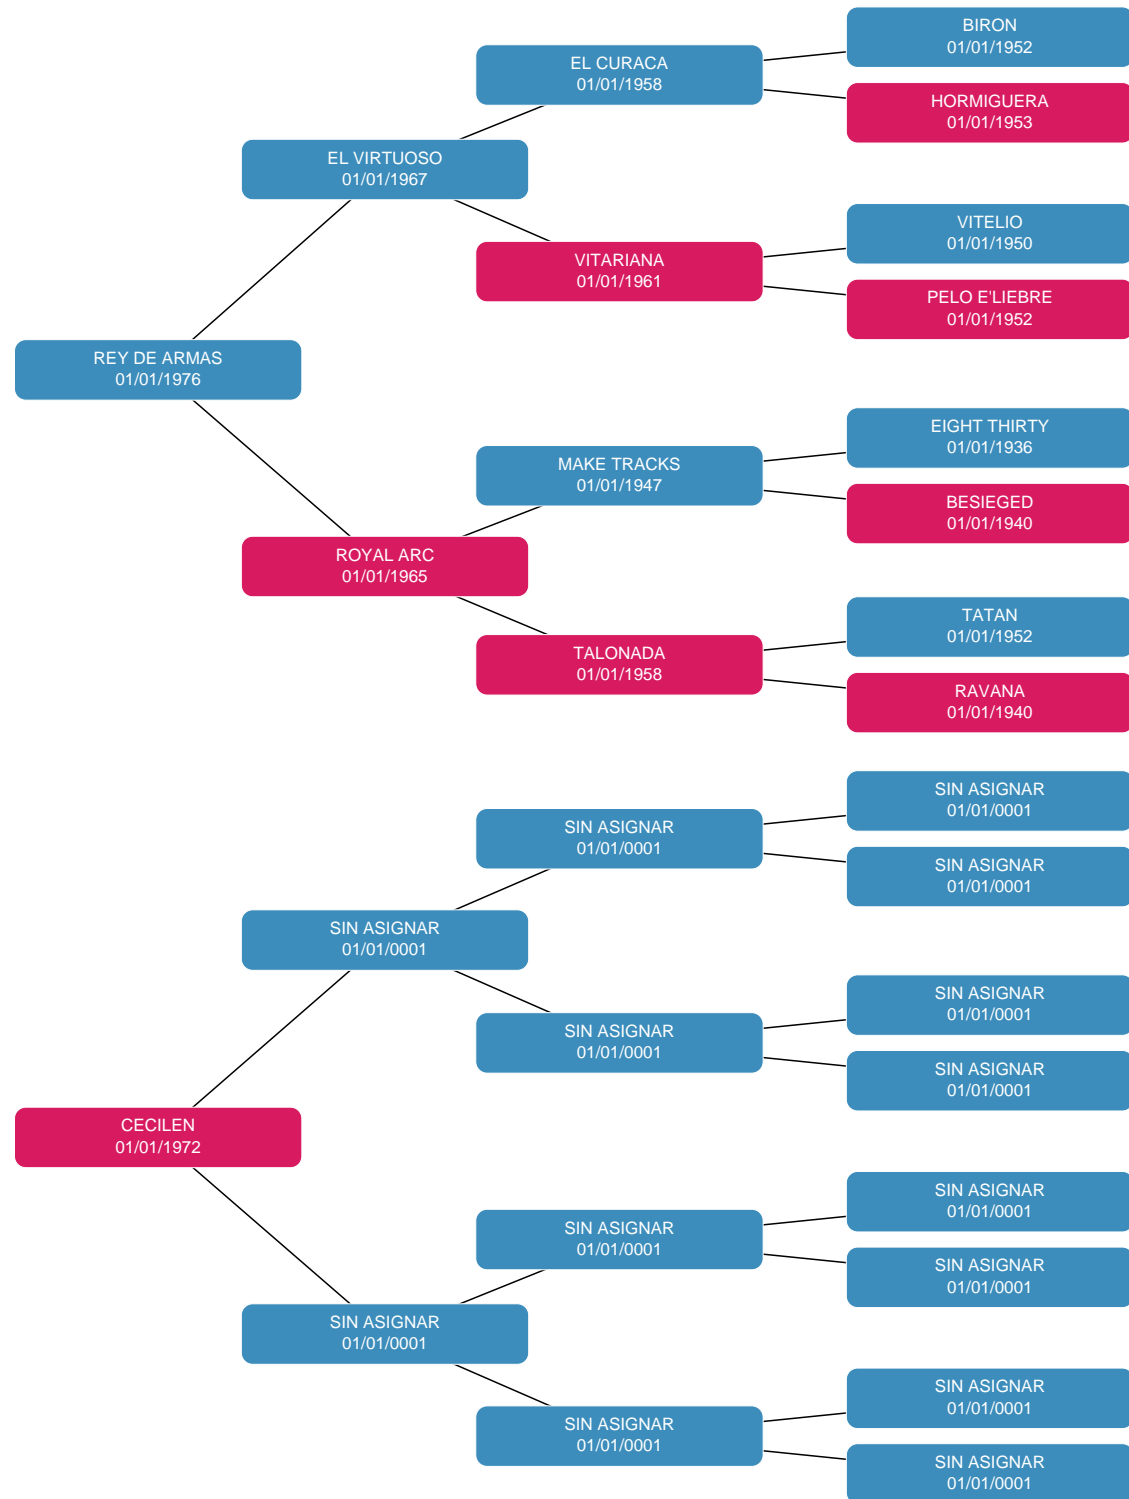 BIRON
01/01/1952
EL CURACA
01/01/1958
HORMIGUERA
01/01/1953
EL VIRTUOSO
01/01/1967
VITELIO
01/01/1950
VITARIANA
01/01/1961
PELO E'LIEBRE
01/01/1952
REY DE ARMAS
01/01/1976
EIGHT THIRTY
01/01/1936
MAKE TRACKS
01/01/1947
BESIEGED
01/01/1940
ROYAL ARC
01/01/1965
TATAN
01/01/1952
TALONADA
01/01/1958
RAVANA
01/01/1940
SIN ASIGNAR
01/01/0001
SIN ASIGNAR
01/01/0001
SIN ASIGNAR
01/01/0001
SIN ASIGNAR
01/01/0001
SIN ASIGNAR
01/01/0001
SIN ASIGNAR
01/01/0001
SIN ASIGNAR
01/01/0001
CECILEN
01/01/1972
SIN ASIGNAR
01/01/0001
SIN ASIGNAR
01/01/0001
SIN ASIGNAR
01/01/0001
SIN ASIGNAR
01/01/0001
SIN ASIGNAR
01/01/0001
SIN ASIGNAR
01/01/0001
SIN ASIGNAR
01/01/0001